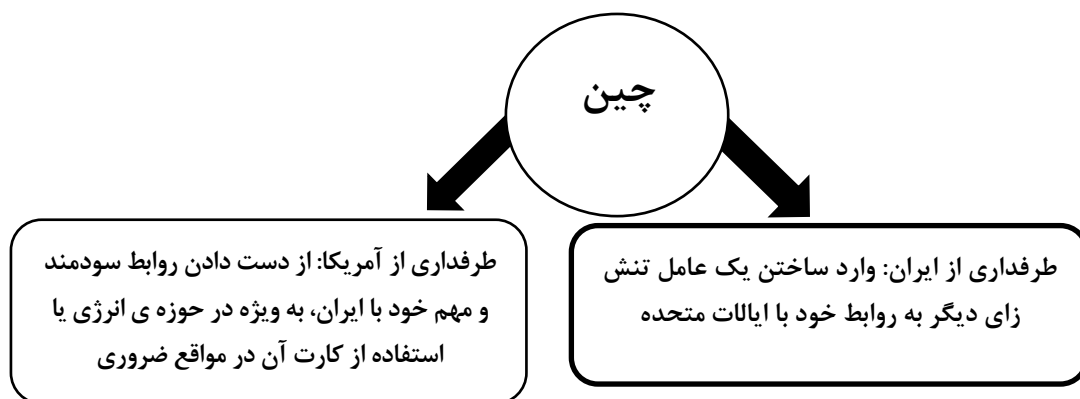 چین
طرفداری از ایران: وارد ساختن یک عامل تنش
زای دیگر به روابط خود با ایالات متحده
طرفداری از آمریکا: از دست دادن روابط سودمند
و مهم خود با ایران، به ویژه در حوزه ی انرژی یا
استفاده از کارت آن در مواقع ضروری